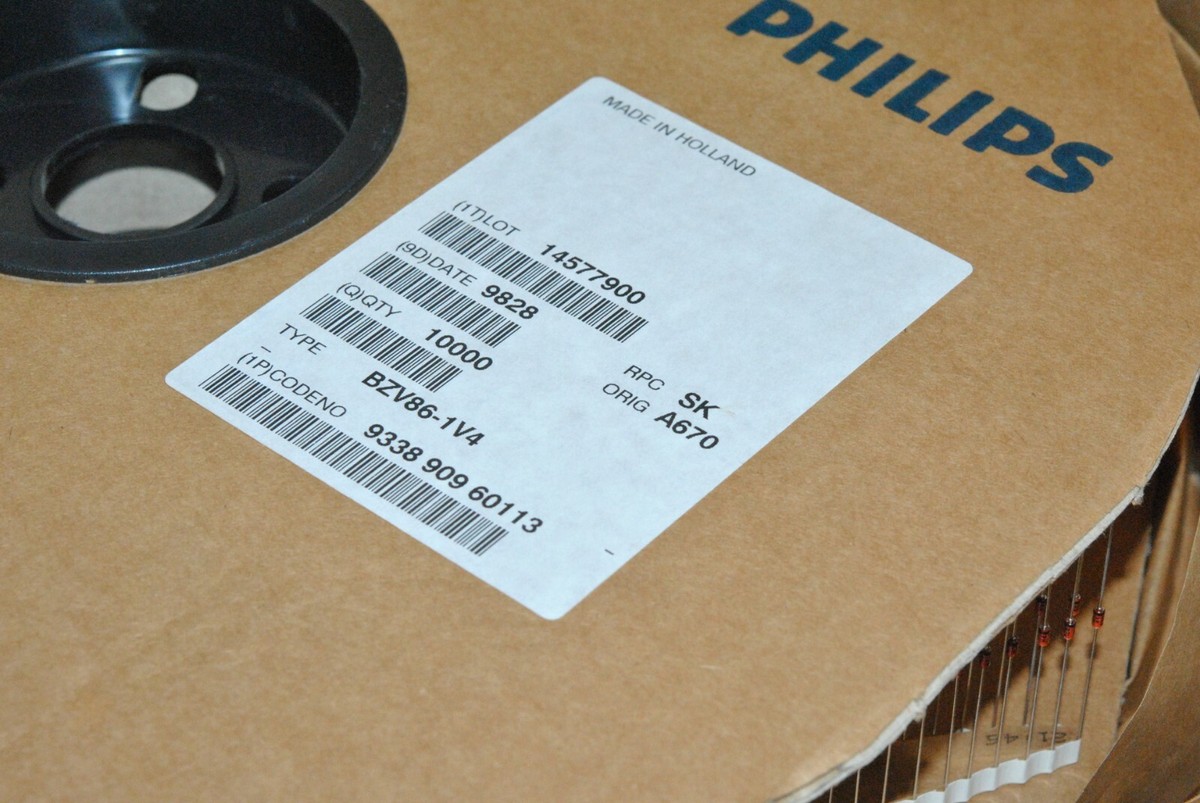 PHILIPS
MADE IN HOLLAND
(1T)LOT 14577900
(9D)DATE 9828
(Q)QTY 10000
TYPE BZV86-1V4
RPC SK
ORIG A670
(1P)CODENO 9338 909 60113